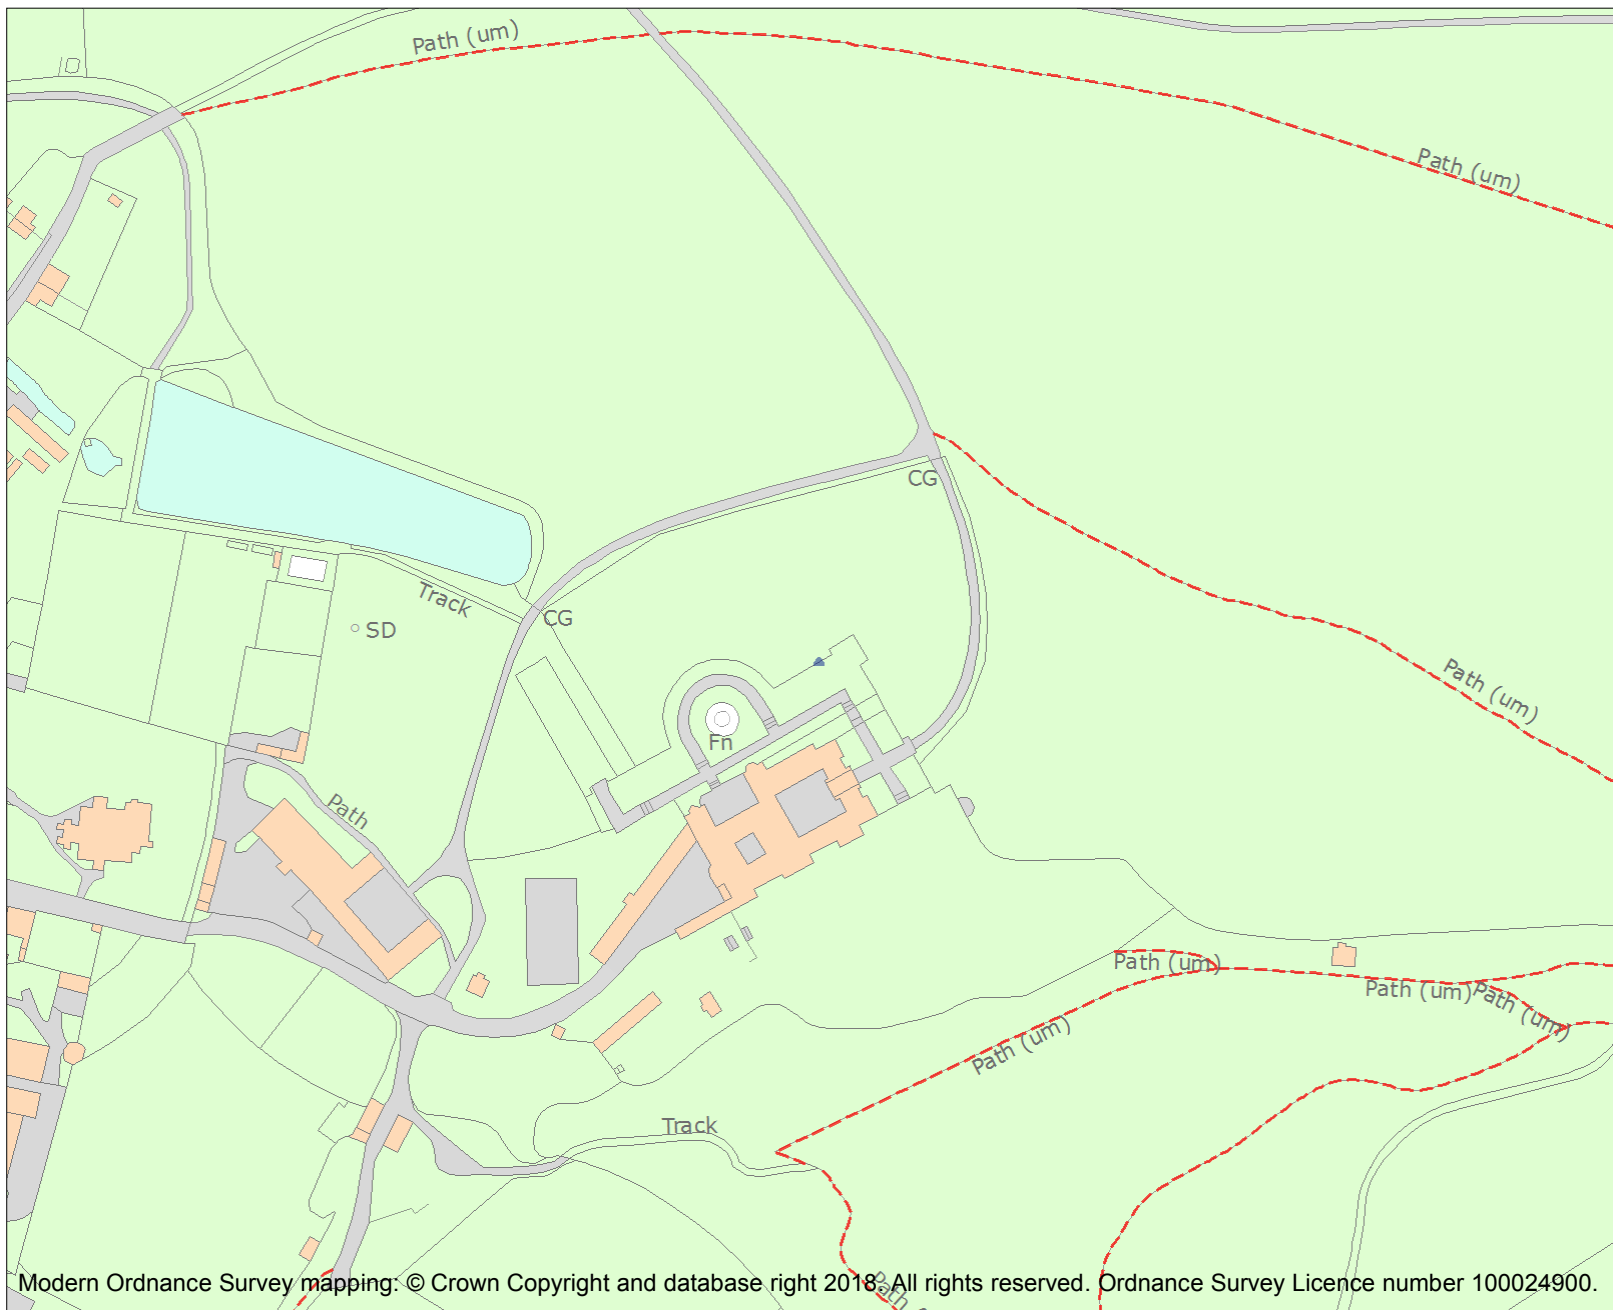 Path (um)
Path (um)
CG
Track
CG
SD
Path (um)
Fn
Path
Path (um)
Path (um)
Path (um)
Path (um)
Track
Path
Modern Ordnance Survey mapping: © Crown Copyright and database right 2018. All rights reserved. Ordnance Survey Licence number 100024900.